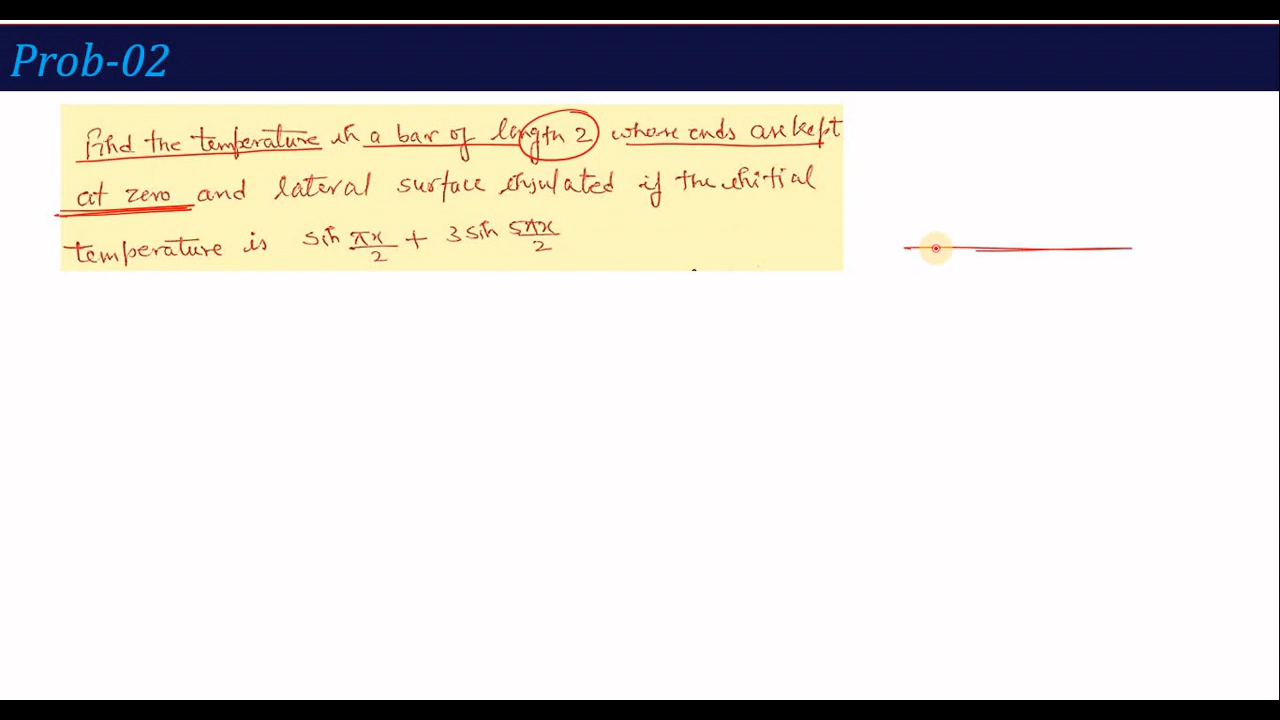 Prob-02
Find the temperature in a bar of length 2 whose ends are kept
at zero and lateral surface insulated if the initial
temperature is sin πx/2 + 3 sin 5πx/2